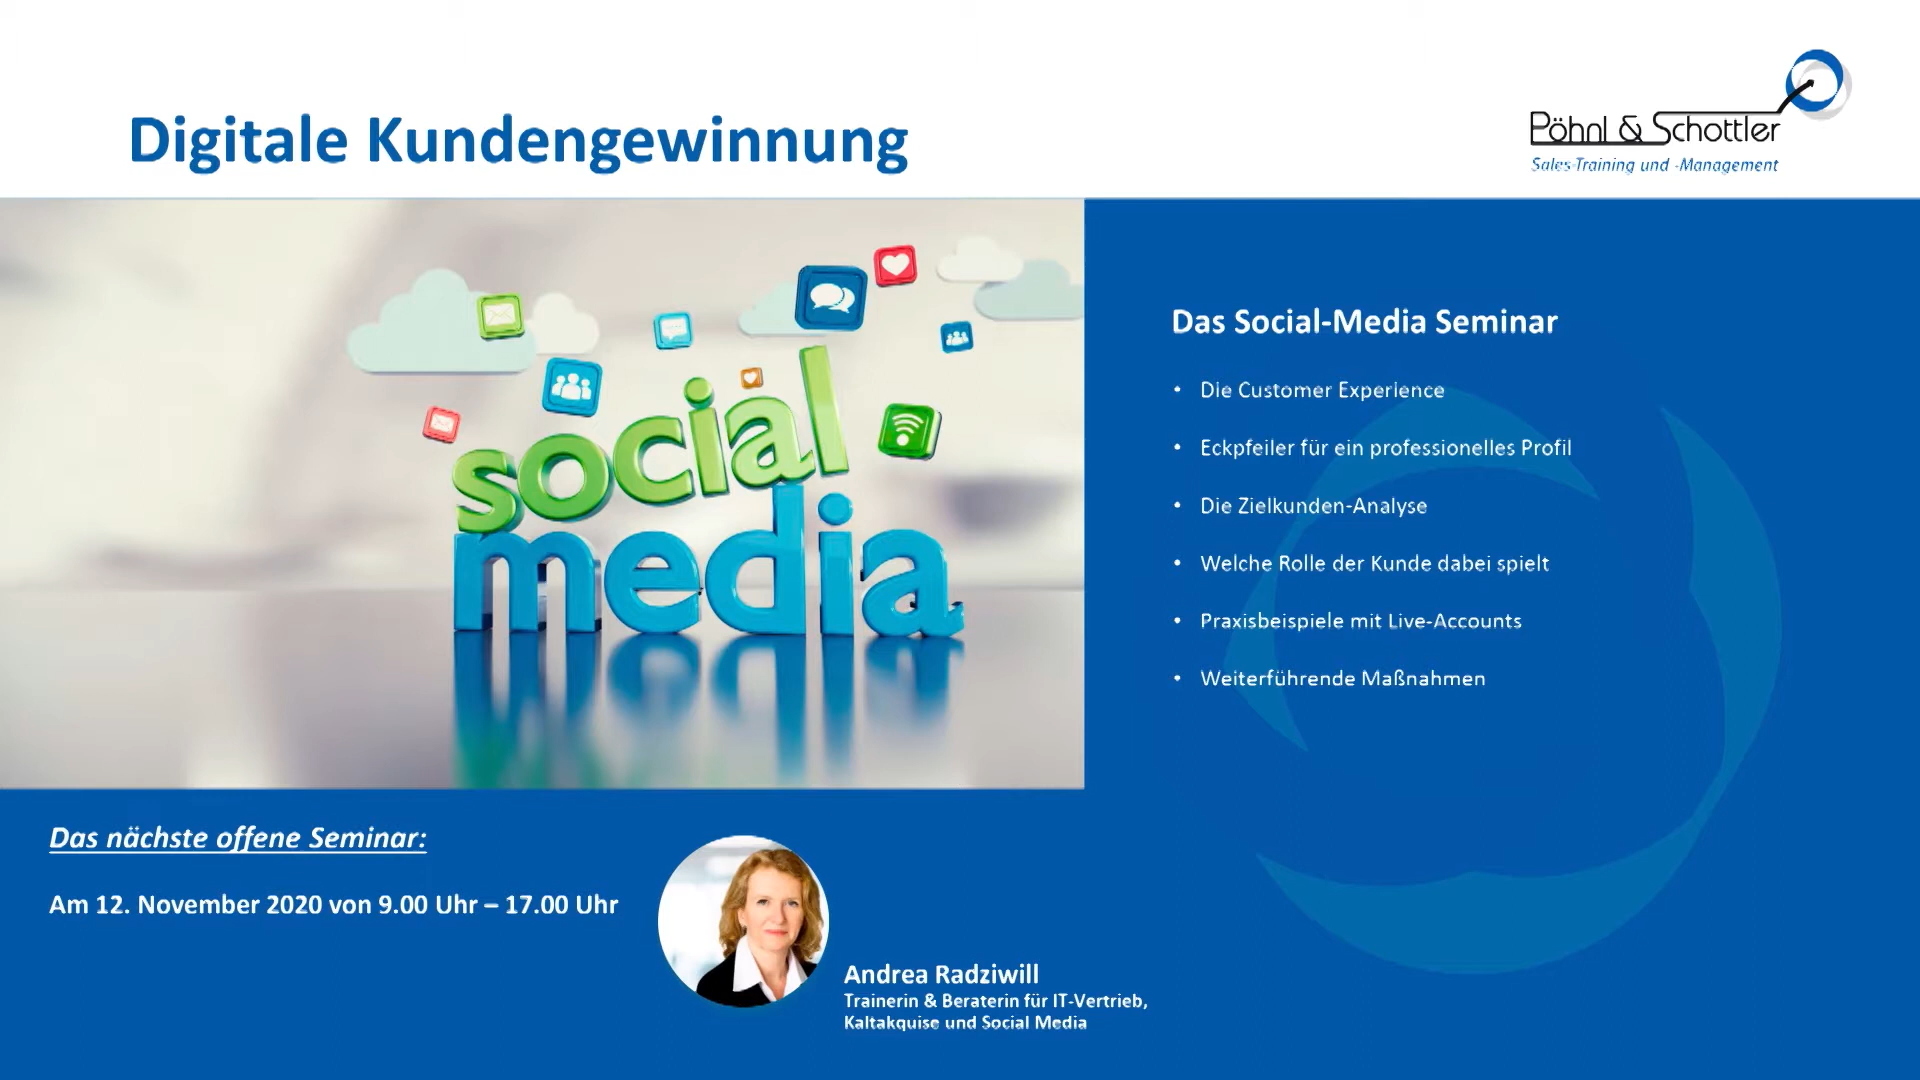 Digitale Kundengewinnung
Pöhnl & Schottler
Sales-Training und -Management
social
media
Das Social-Media Seminar
• Die Customer Experience
• Eckpfeiler für ein professionelles Profil
• Die Zielkunden-Analyse
• Welche Rolle der Kunde dabei spielt
• Praxisbeispiele mit Live-Accounts
• Weiterführende Maßnahmen
Das nächste offene Seminar:
Am 12. November 2020 von 9.00 Uhr – 17.00 Uhr
Andrea Radziwill
Trainerin & Beraterin für IT-Vertrieb,
Kaltakquise und Social Media